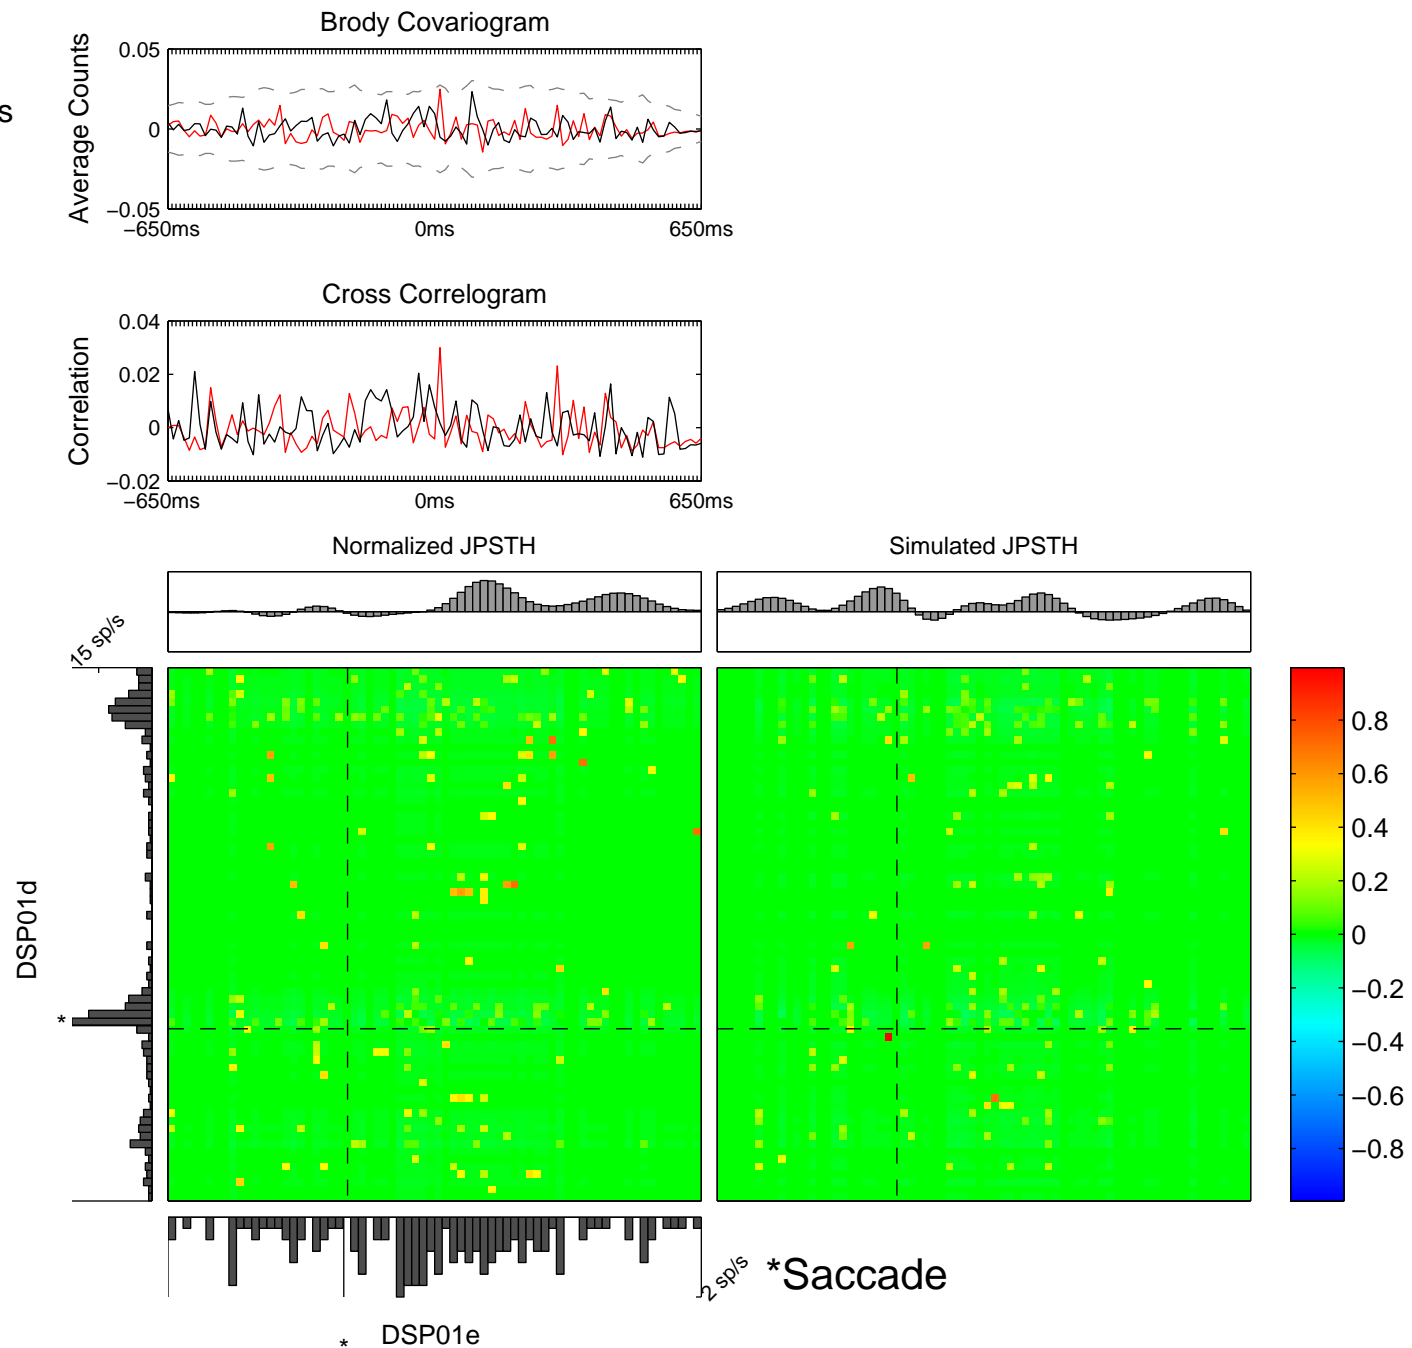 Brody Covariogram
s
Average Counts
0.05
0
−0.05
−650ms
0ms
650ms
Cross Correlogram
Correlation
0.04
0.02
0
−0.02
−650ms
0ms
650ms
Normalized JPSTH
Simulated JPSTH
15 sp/s
DSP01d
*
0.8
0.6
0.4
0.2
0
−0.2
−0.4
−0.6
−0.8
2 sp/s
*Saccade
*
DSP01e